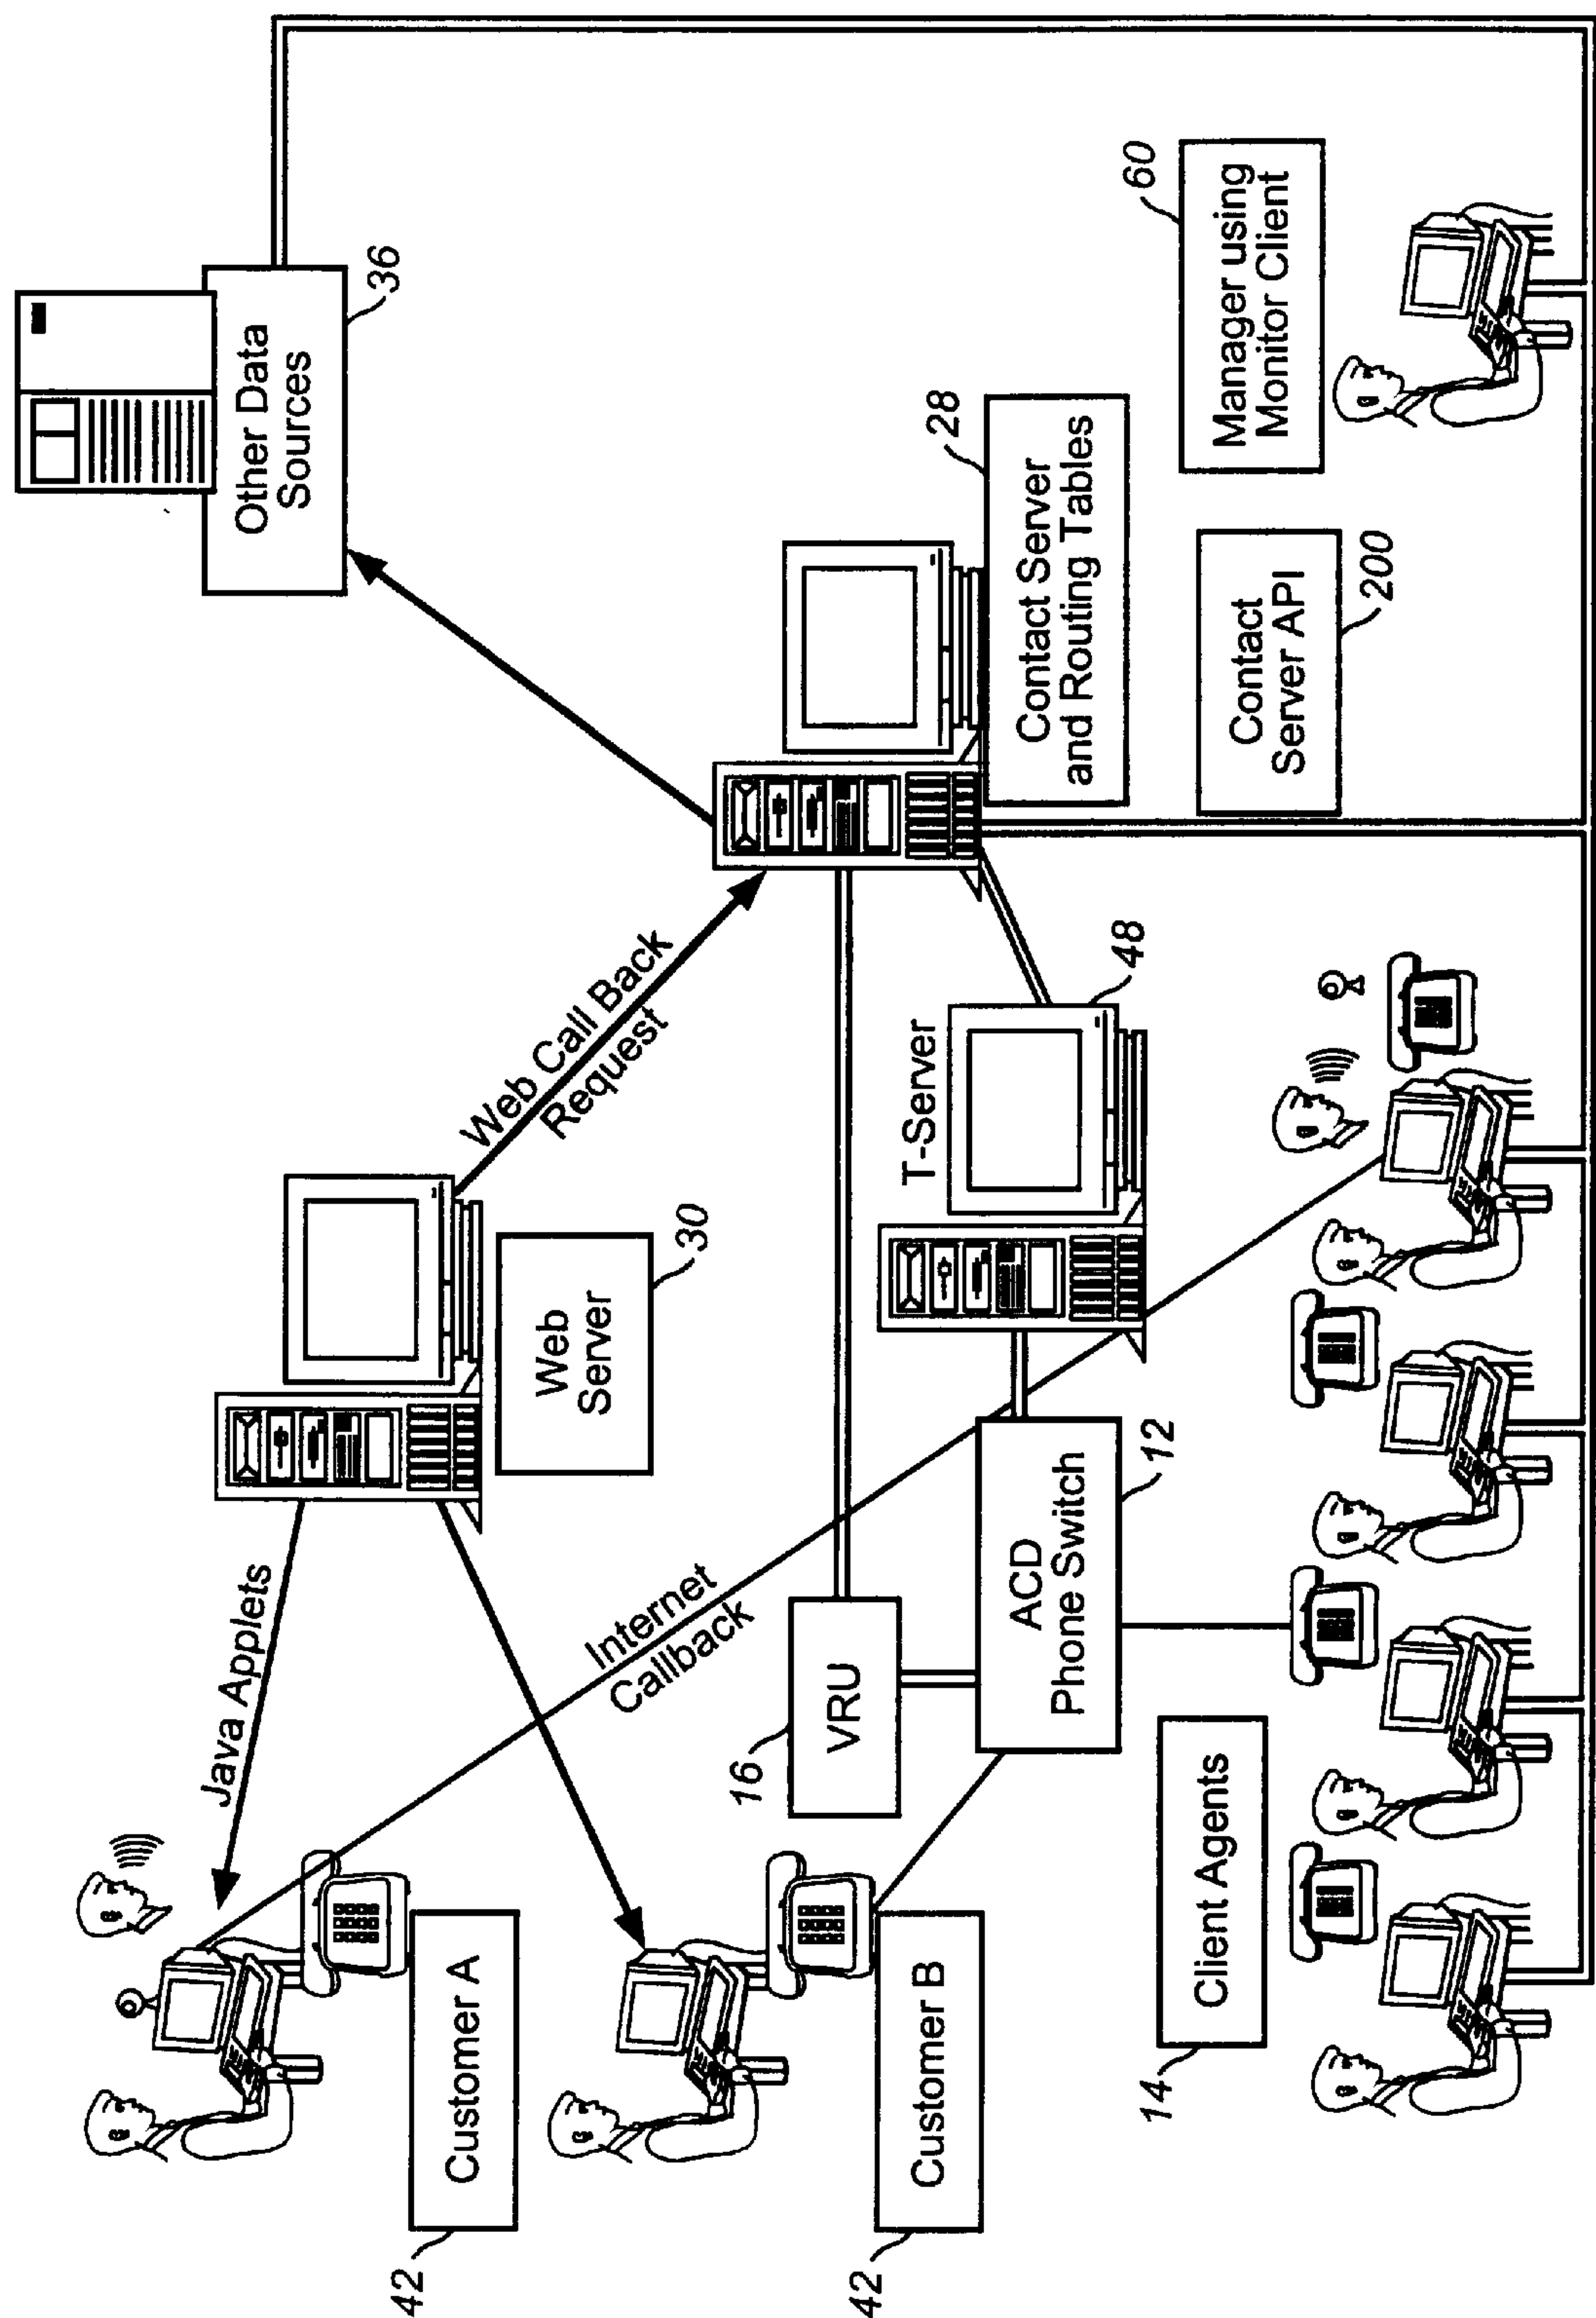 Other Data
Sources
36
Java Applets
Web Call Back
Request
Web
Server
30
Customer A
42
Internet
Callback
T-Server
48
28
Contact Server
and Routing Tables
60
Manager using
Monitor Client
Contact
Server API
200
16
VRU
Customer B
42
ACD
Phone Switch
12
14
Client Agents